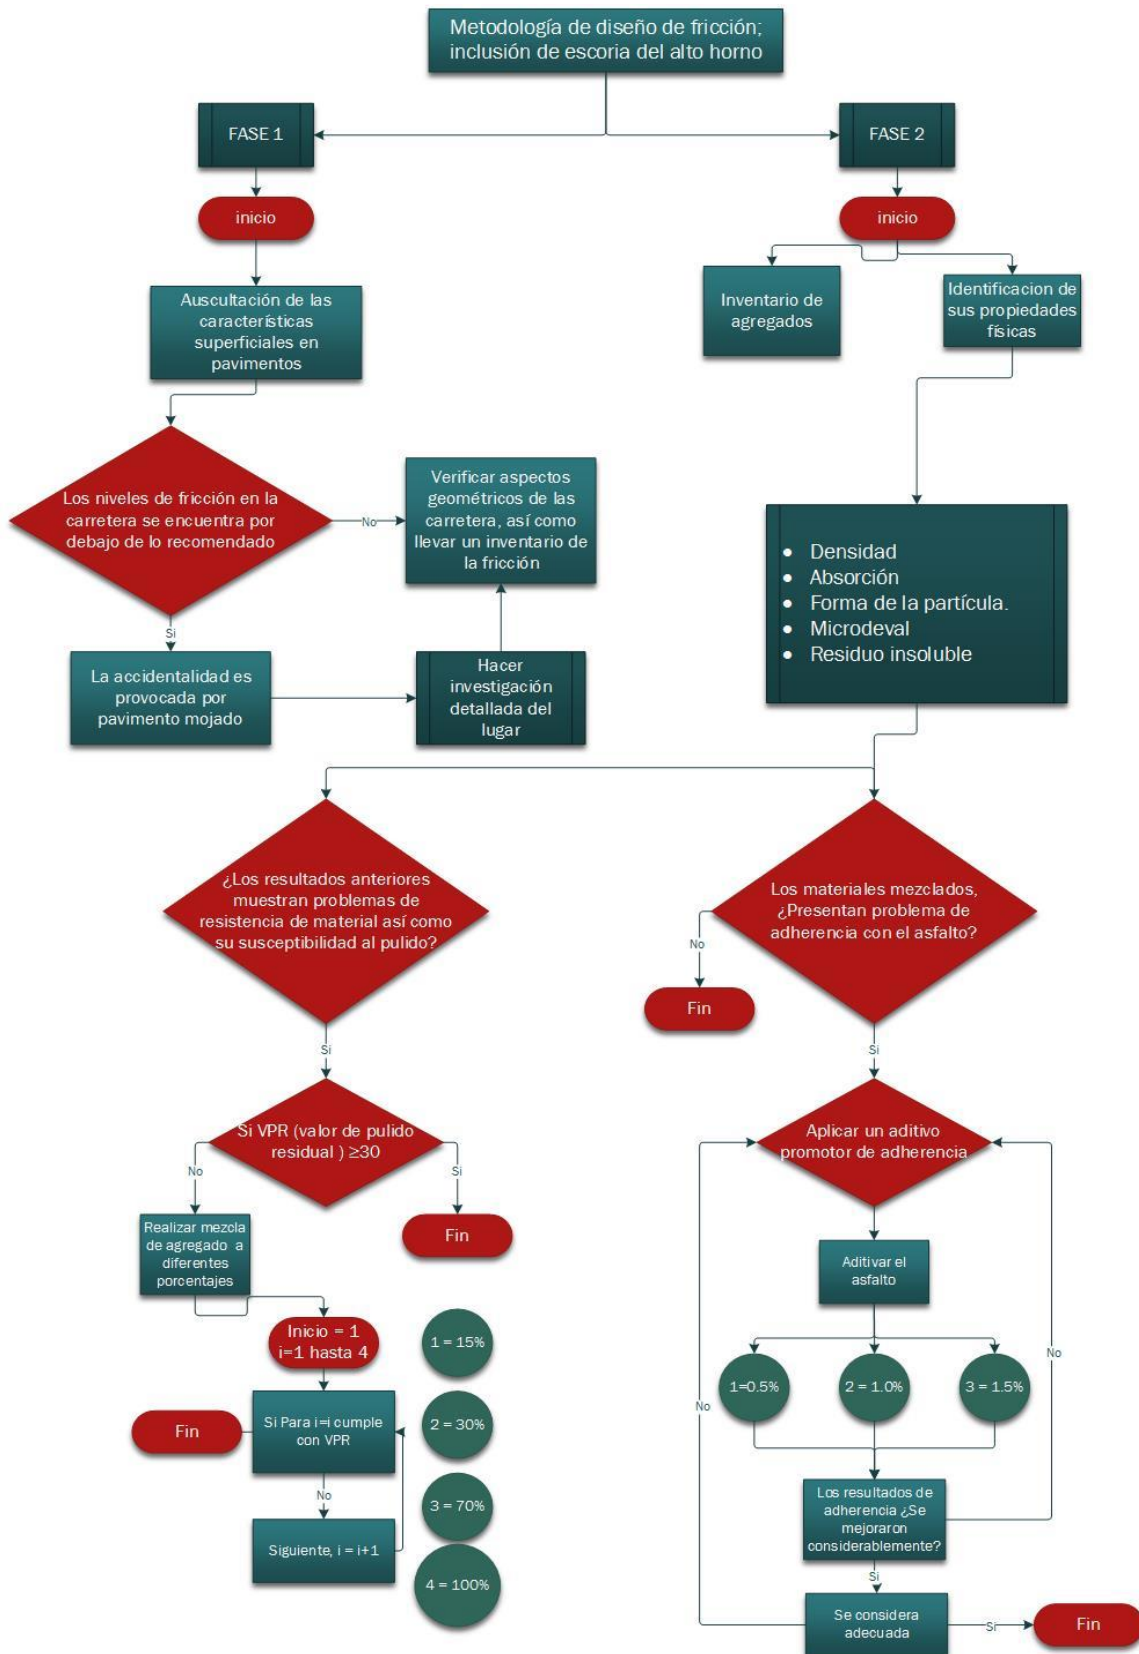 Metodología de diseño de fricción;
inclusión de escoria del alto horno
FASE 1
FASE 2
inicio
inicio
Auscultación de las
características
superficiales en
pavimentos
Inventario de
agregados
Identificacion de
sus propiedades
físicas
Los niveles de fricción en la
carretera se encuentra por
debajo de lo recomendado
No
Verificar aspectos
geométricos de las
carretera, así como
llevar un inventario de
la fricción
Si
La accidentalidad es
provocada por
pavimento mojado
Hacer
investigación
detallada del
lugar
• Densidad
• Absorción
• Forma de la partícula.
• Microdeval
• Residuo insoluble
¿Los resultados anteriores
muestran problemas de
resistencia de material así como
su susceptibilidad al pulido?
Los materiales mezclados,
¿Presentan problema de
adherencia con el asfalto?
No
Fin
Si
Si
Si VPR (valor de pulido
residual ) ≥30
No
Si
Fin
Aplicar un aditivo
promotor de adherencia
Realizar mezcla
de agregado a
diferentes
porcentajes
Aditivar el
asfalto
Inicio = 1
i=1 hasta 4
1 = 15%
No
1=0.5%
2 = 1.0%
3 = 1.5%
No
Fin
Si Para i=i cumple
con VPR
2 = 30%
No
3 = 70%
Los resultados de
adherencia ¿Se
mejoraron
considerablemente?
Siguiente, i = i+1
4 = 100%
Si
Se considera
adecuada
Si
Fin